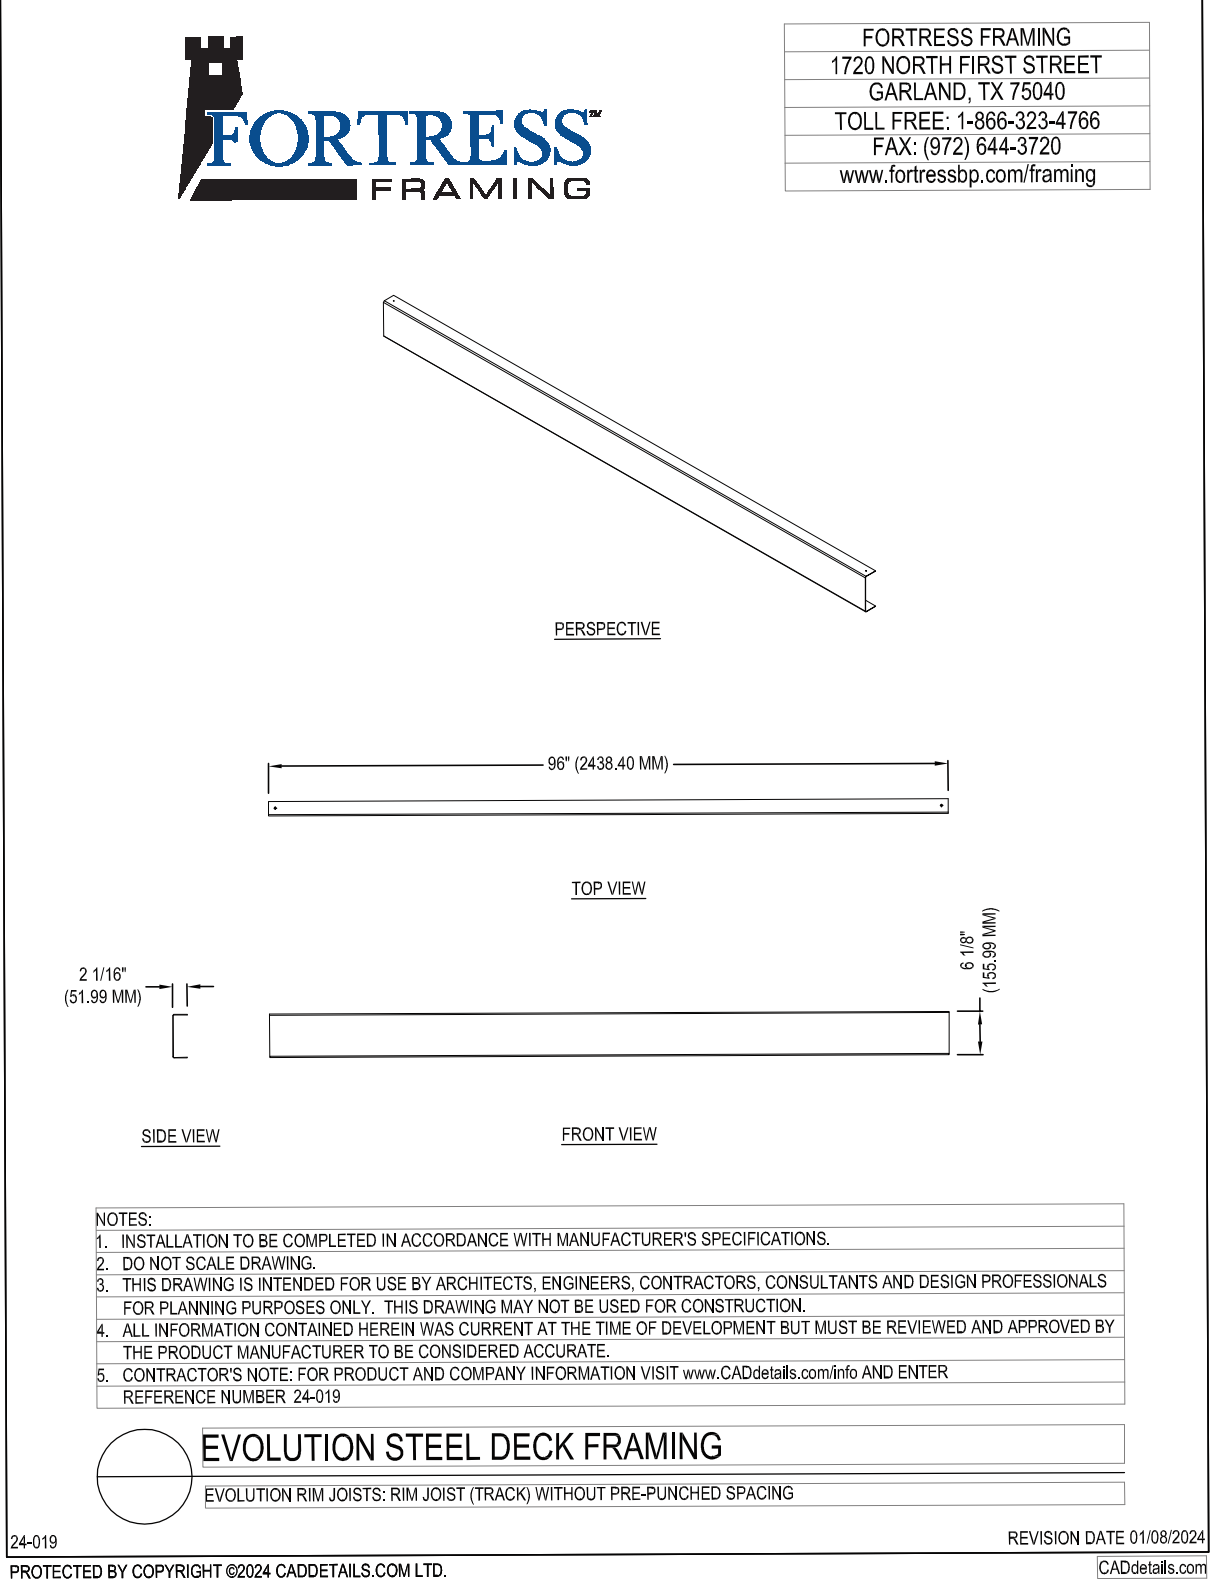 FORTRESS™
FRAMING
FORTRESS FRAMING
1720 NORTH FIRST STREET
GARLAND, TX 75040
TOLL FREE: 1-866-323-4766
FAX: (972) 644-3720
www.fortressbp.com/framing
PERSPECTIVE
96" (2438.40 MM)
TOP VIEW
6 1/8"
(155.99 MM)
2 1/16"
(51.99 MM)
SIDE VIEW
FRONT VIEW
NOTES:
1. INSTALLATION TO BE COMPLETED IN ACCORDANCE WITH MANUFACTURER'S SPECIFICATIONS.
2. DO NOT SCALE DRAWING.
3. THIS DRAWING IS INTENDED FOR USE BY ARCHITECTS, ENGINEERS, CONTRACTORS, CONSULTANTS AND DESIGN PROFESSIONALS
FOR PLANNING PURPOSES ONLY. THIS DRAWING MAY NOT BE USED FOR CONSTRUCTION.
4. ALL INFORMATION CONTAINED HEREIN WAS CURRENT AT THE TIME OF DEVELOPMENT BUT MUST BE REVIEWED AND APPROVED BY
THE PRODUCT MANUFACTURER TO BE CONSIDERED ACCURATE.
5. CONTRACTOR'S NOTE: FOR PRODUCT AND COMPANY INFORMATION VISIT www.CADdetails.com/info AND ENTER
REFERENCE NUMBER 24-019
EVOLUTION STEEL DECK FRAMING
EVOLUTION RIM JOISTS: RIM JOIST (TRACK) WITHOUT PRE-PUNCHED SPACING
24-019
REVISION DATE 01/08/2024
PROTECTED BY COPYRIGHT ©2024 CADDETAILS.COM LTD.
CADdetails.com